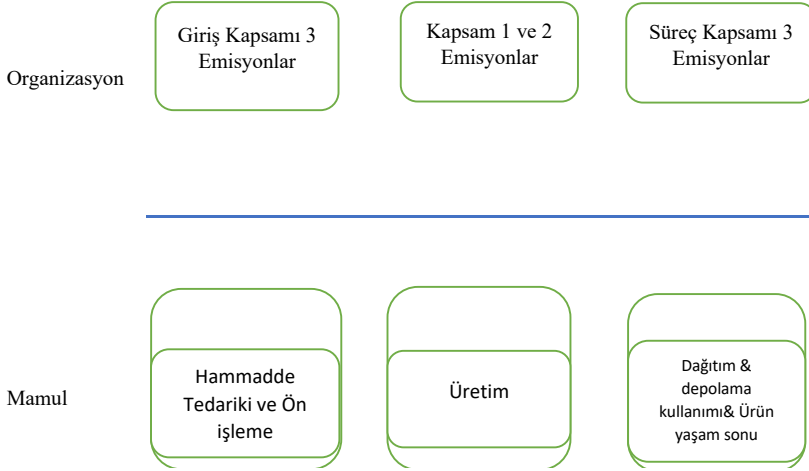 Organizasyon
Giriş Kapsamı 3
Emisyonlar
Kapsam 1 ve 2
Emisyonlar
Süreç Kapsamı 3
Emisyonlar
Mamul
Hammadde
Tedariki ve Ön
işleme
Üretim
Dağıtım &
depolama
kullanımı& Ürün
yaşam sonu